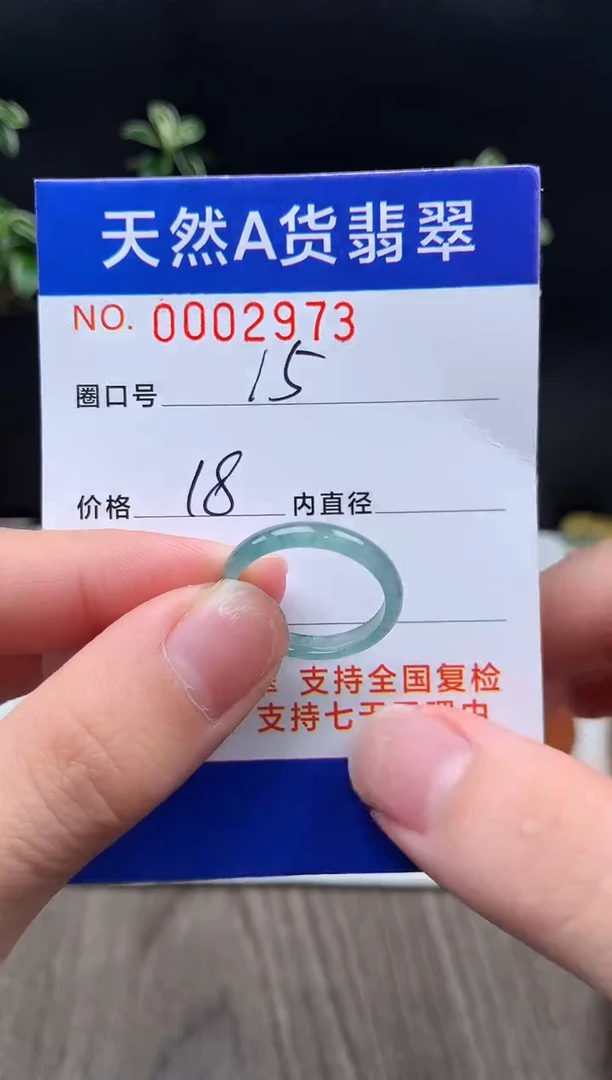 天然A货翡翠
NO. 0002973
圈口号 15
价格 18 内直径
支持全国复检
支持七天